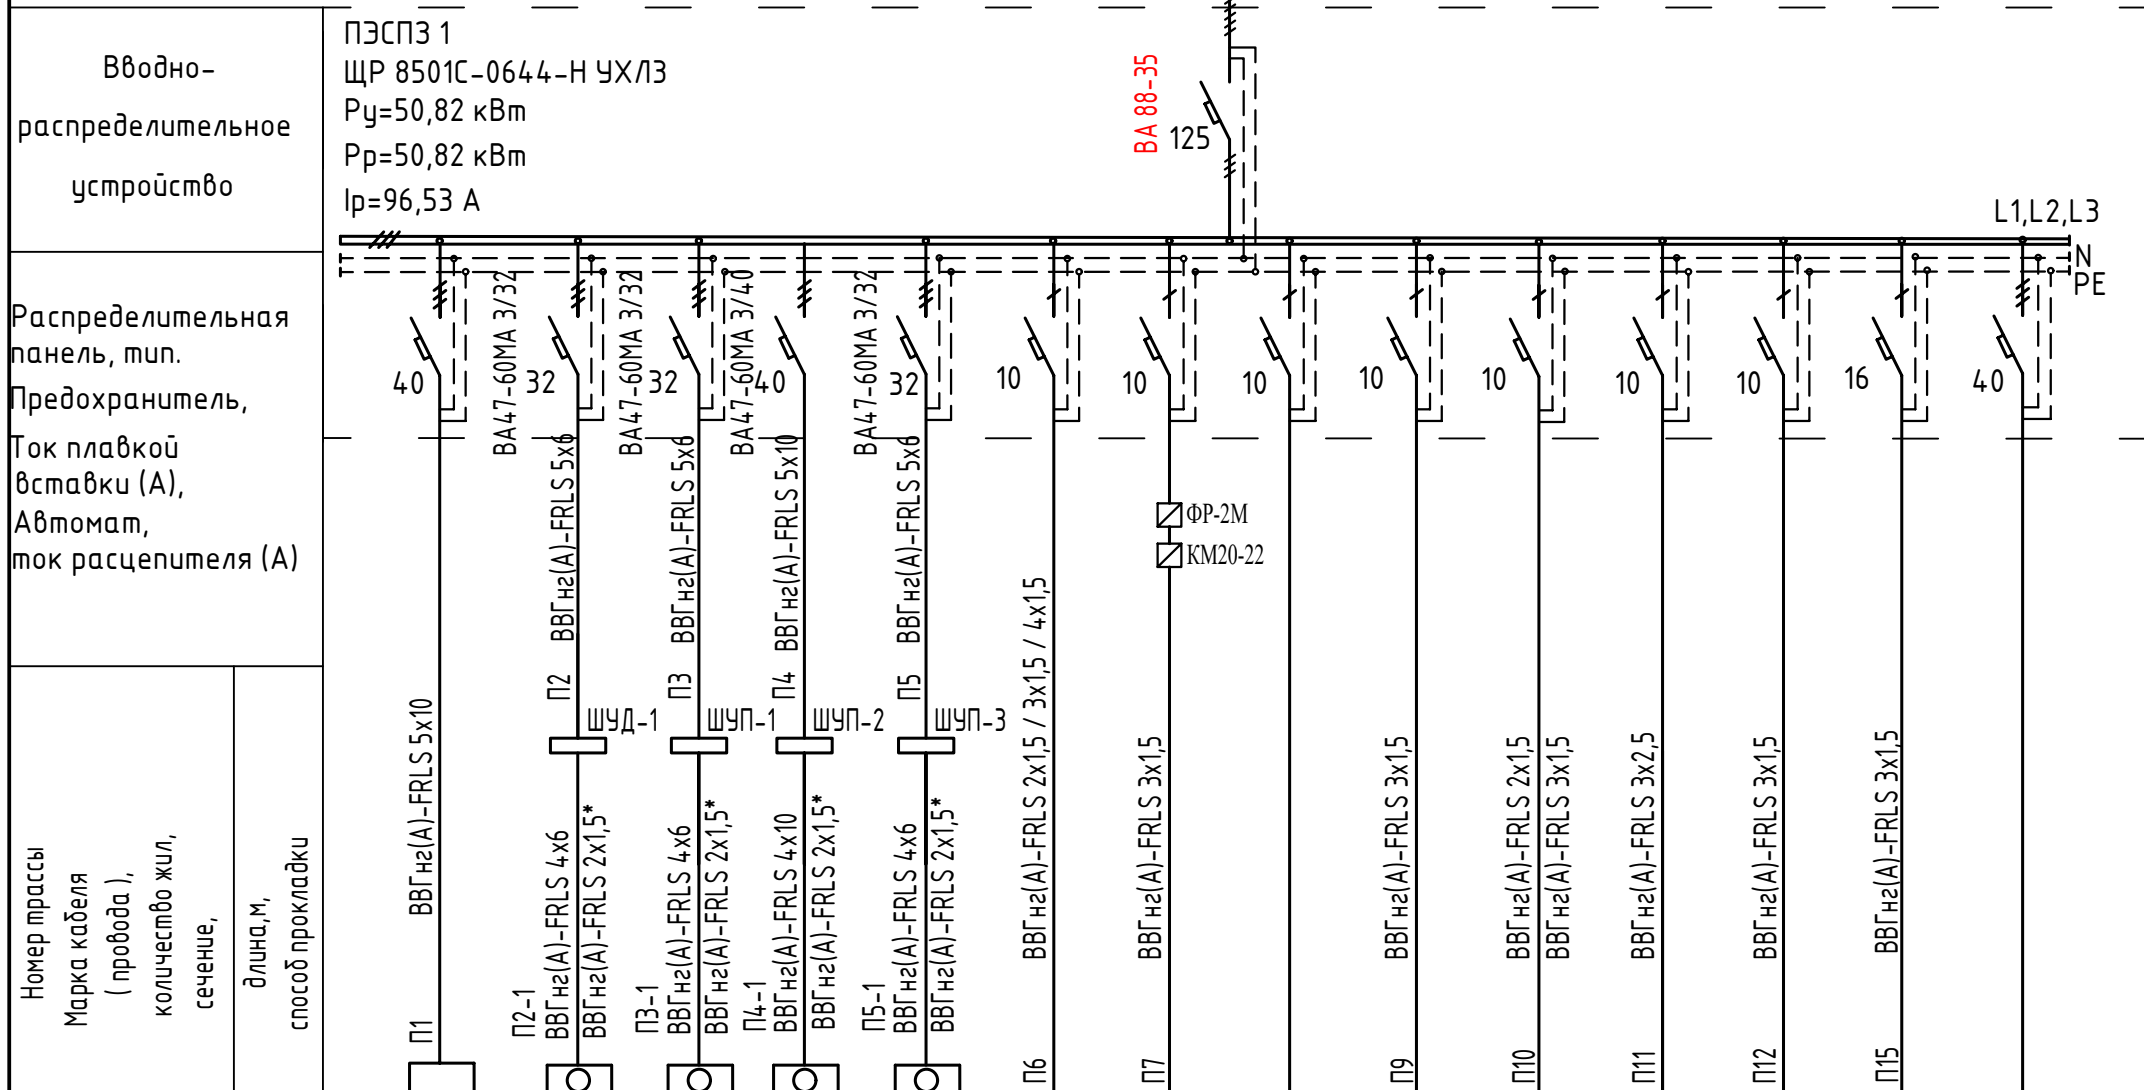 Вводно-
распределительное
устройство
ПЭСПЗ 1
ЩР 8501С-0644-Н УХЛ3
Ру=50,82 кВт
Рр=50,82 кВт
Iр=96,53 А
ВА 88-35
125
L1,L2,L3
N
PE
Распределительная
панель, тип.
Предохранитель,
Ток плавкой
вставки (А),
Автомат,
ток расцепителя (А)
40
ВА47-60МА 3/32
32
ВА47-60МА 3/32
32
ВА47-60МА 3/40
40
ВА47-60МА 3/32
32
10
10
10
10
10
10
10
16
40
ФР-2М
КМ20-22
Номер трассы
Марка кабеля
( провода ),
количество жил,
сечение,
длина,м,
способ прокладки
П1
ВВГнг(А)-FRLS 5х10
П2
ВВГнг(А)-FRLS 5х6
ШУД-1
П2-1
ВВГнг(А)-FRLS 4х6
ВВГнг(А)-FRLS 2х1,5*
П3
ВВГнг(А)-FRLS 5х6
ШУП-1
П3-1
ВВГнг(А)-FRLS 4х6
ВВГнг(А)-FRLS 2х1,5*
П4
ВВГнг(А)-FRLS 5х10
ШУП-2
П4-1
ВВГнг(А)-FRLS 4х10
ВВГнг(А)-FRLS 2х1,5*
П5
ВВГнг(А)-FRLS 5х6
ШУП-3
П5-1
ВВГнг(А)-FRLS 4х6
ВВГнг(А)-FRLS 2х1,5*
П6
ВВГнг(А)-FRLS 2х1,5 / 3х1,5 / 4х1,5
П7
ВВГнг(А)-FRLS 3х1,5
П9
ВВГнг(А)-FRLS 3х1,5
П10
ВВГнг(А)-FRLS 2х1,5
ВВГнг(А)-FRLS 3х1,5
П11
ВВГнг(А)-FRLS 3х2,5
П12
ВВГнг(А)-FRLS 3х1,5
П15
ВВГнг(А)-FRLS 3х1,5